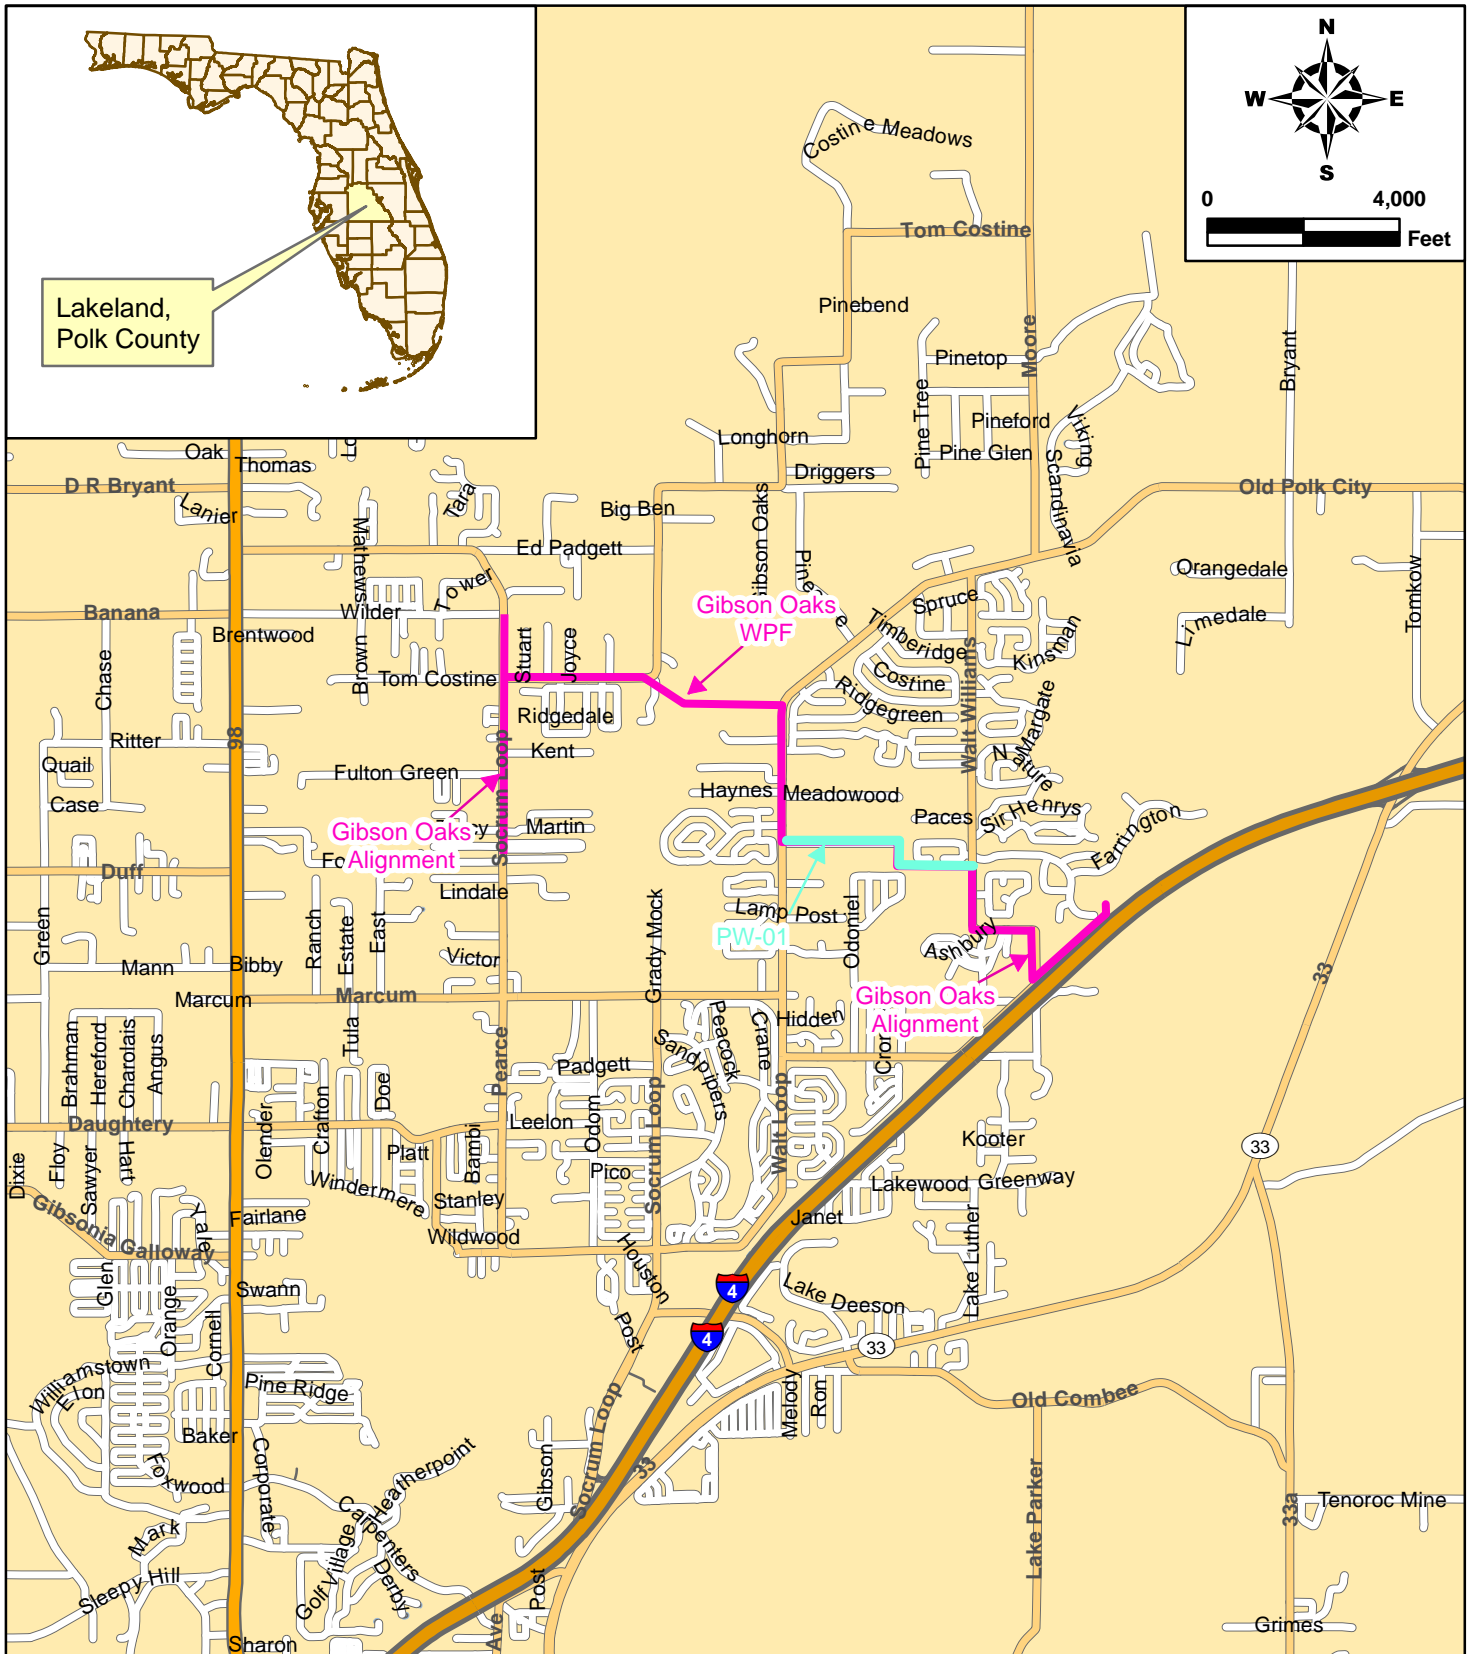 Lakeland,
Polk County
N
W
E
S
0
4,000
Feet
Costine Meadows
Tom Costine
Pinebend
Moore
Pinetop
Bryant
Pine Tree
Pineford
Viking
Longhorn
Pine Glen
Scandinavia
Driggers
Oak
Thomas
D R Bryant
Old Polk City
Lanier
Tara
Big Ben
Mathews
Ed Padgett
Orangedale
Tomkow
Tower
Spruce
Banana
Wilder
Gibson Oaks
WPF
Timberidge
Limedale
Kinsman
Brentwood
Brown
Stuart
Joyce
Chase
Tom Costine
Costine
Walt Williams
Ridgegreen
Margate
Ridgedale
98
Ritter
Kent
Nature
Quail
Fulton Green
Socrum Loop
Haynes
Meadowood
Case
Paces
Sir Henrys
Farrington
Gibson Oaks
Alignment
Martin
Duff
Lindale
Lamp Post
Grady Mock
Odoniel
Green
Ranch
Estate
East
PW-01
Ashbury
Victor
Mann
Bibby
33
Marcum
Marcum
Gibson Oaks
Alignment
Hidden
Peacock
Crane
Brahman
Hereford
Charolais
Angus
Tula
Pearce
Sandpipers
Padgett
Doe
Daughtery
Olender
Crafton
Leelon
Odom
Socrum Loop
Walt Loop
Kooter
33
Dixie
Floy
Sawyer
Hart
Platt
Bambi
Pico
Windermere
Stanley
Lakewood
Greenway
Gibsonia Galloway
Fairlane
Wildwood
Janet
Lake Luther
Houston
Glen
Swann
4
Lake Deeson
Orange
Cornell
Post
4
33
Williamstown
Elon
Pine Ridge
Melody
Ron
Old Combee
Baker
Foxwood
Corporate
Heatherpoint
Gibson
Socrum Loop
33
Lake Parker
33a
Tenoroc Mine
Mark
Carpenters
Golf Village
Derby
Sleepy Hill
Post
Sharon
Ave
Grimes